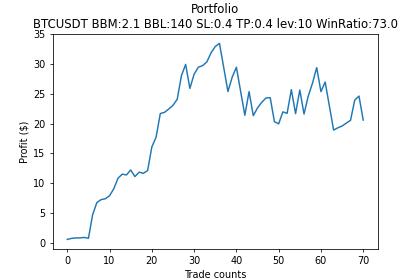 Portfolio
BTCUSDT BBM:2.1 BBL:140 SL:0.4 TP:0.4 lev:10 WinRatio:73.0
35
30
25
20
15
10
5
0
Profit ($)
0 10 20 30 40 50 60 70
Trade counts